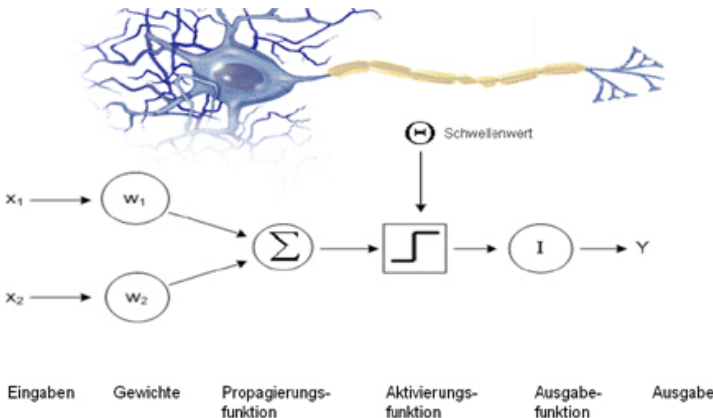 Θ Schwellenwert
x₁ w₁
Σ I Y
x₂ w₂
Eingaben Gewichte Propagierungs- Aktivierungs- Ausgabe- Ausgabe
funktion funktion funktion